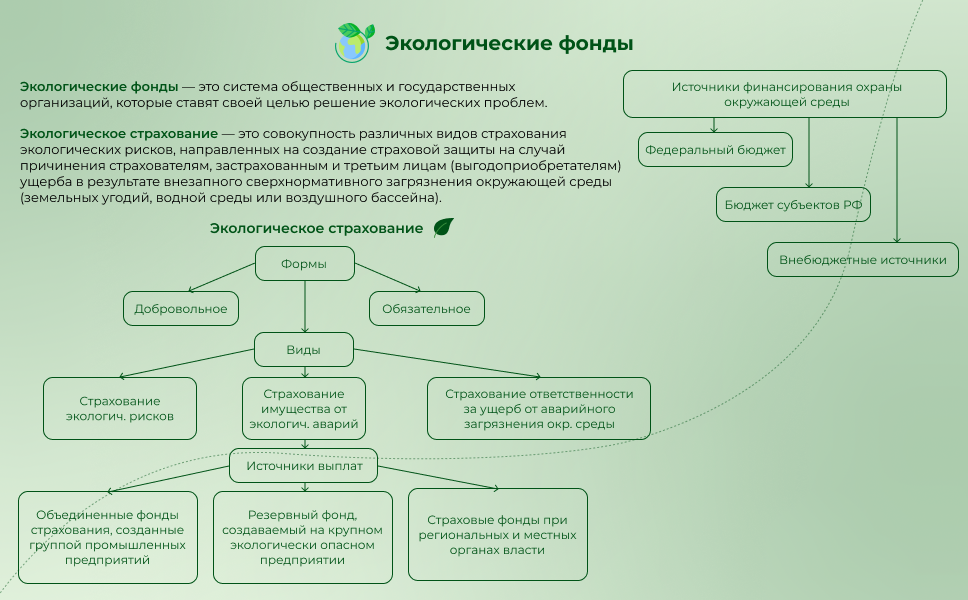 Экологические фонды
Экологические фонды — это система общественных и государственных
организаций, которые ставят своей целью решение экологических проблем.
Экологическое страхование — это совокупность различных видов страхования
экологических рисков, направленных на создание страховой защиты на случай
причинения страхователям, застрахованным и третьим лицам (выгодоприобретателям)
ущерба в результате внезапного сверхнормативного загрязнения окружающей среды
(земельных угодий, водной среды или воздушного бассейна).
Источники финансирования охраны
окружающей среды
Федеральный бюджет
Бюджет субъектов РФ
Внебюджетные источники
Экологическое страхование
Формы
Добровольное
Обязательное
Виды
Страхование
экологич. рисков
Страхование
имущества от
экологич. аварий
Страхование ответственности
за ущерб от аварийного
загрязнения окр. среды
Источники выплат
Объединенные фонды
страхования, созданные
группой промышленных
предприятий
Резервный фонд,
создаваемый на крупном
экологически опасном
предприятии
Страховые фонды при
региональных и местных
органах власти